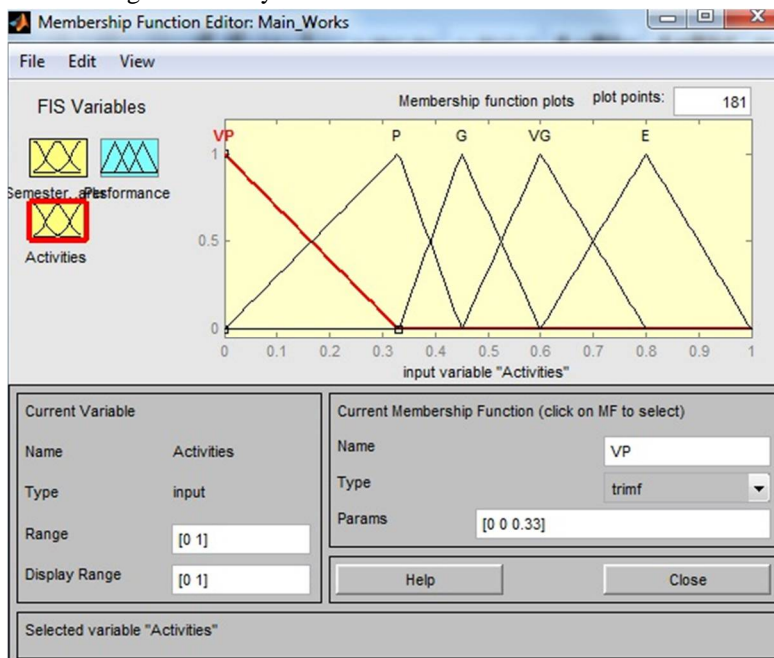 Membership Function Editor: Main_Works
File Edit View
FIS Variables
Membership function plots plot points: 181
VP P G VG E
1
0.5
0
Performance
Activities
0 0.1 0.2 0.3 0.4 0.5 0.6 0.7 0.8 0.9 1
input variable "Activities"
Current Variable
Name Activities
Type input
Range [0 1]
Display Range [0 1]
Current Membership Function (click on MF to select)
Name VP
Type trimf
Params [0 0 0.33]
Help Close
Selected variable "Activities"